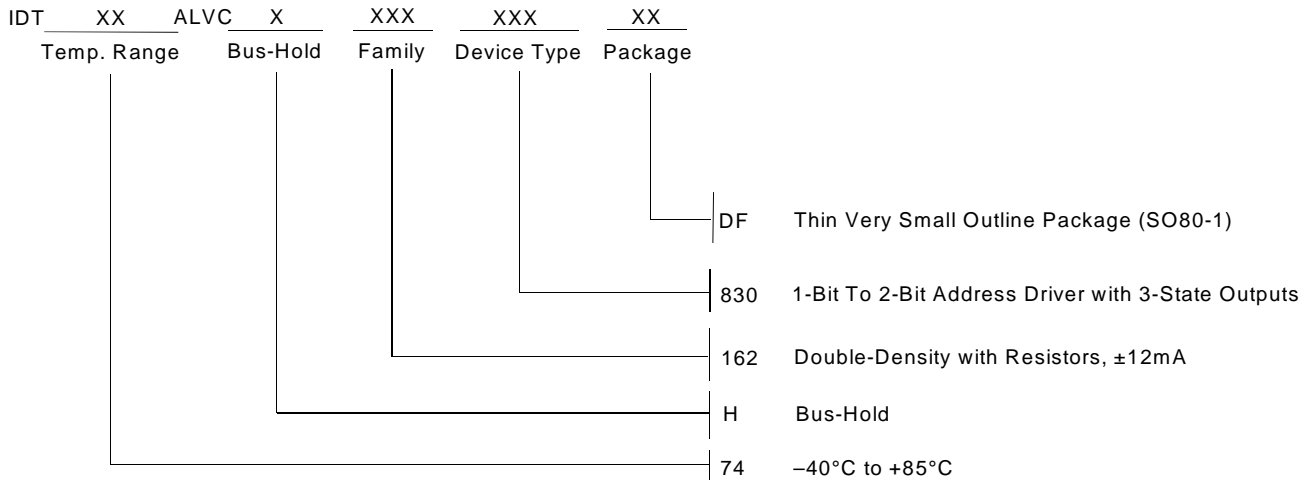 IDT XX ALVC X XXX XXX XX
Temp. Range Bus-Hold Family Device Type Package
DF Thin Very Small Outline Package (SO80-1)
830 1-Bit To 2-Bit Address Driver with 3-State Outputs
162 Double-Density with Resistors, ±12mA
H Bus-Hold
74 –40°C to +85°C